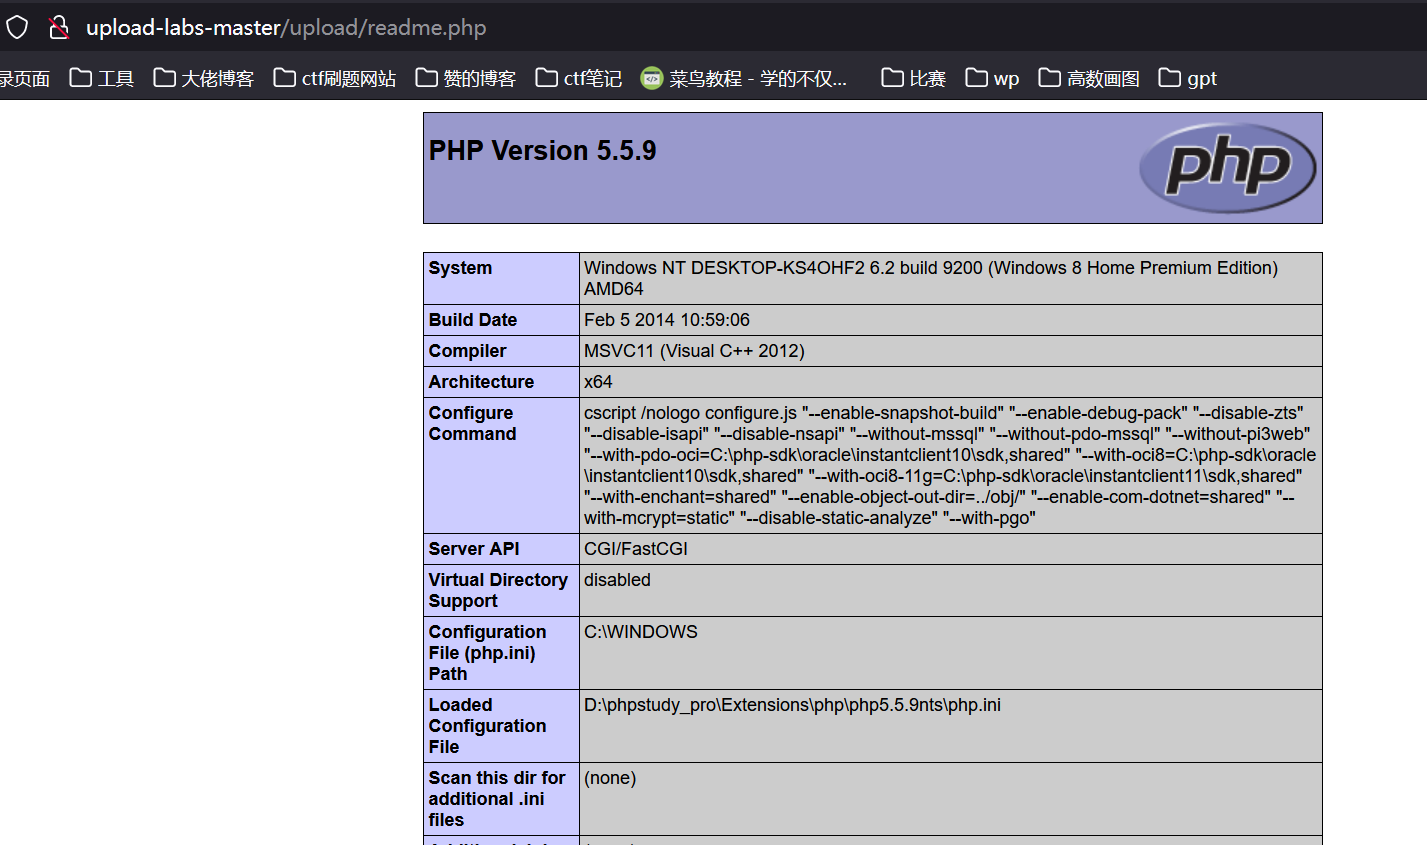 upload-labs-master/upload/readme.php
录页面 工具 大佬博客 ctf刷题网站 赞的博客 ctf笔记 菜鸟教程 - 学的不仅... 比赛 wp 高数画图 gpt
PHP Version 5.5.9
php
System
Windows NT DESKTOP-KS4OHF2 6.2 build 9200 (Windows 8 Home Premium Edition)
AMD64
Build Date
Feb 5 2014 10:59:06
Compiler
MSVC11 (Visual C++ 2012)
Architecture
x64
Configure
Command
cscript /nologo configure.js "--enable-snapshot-build" "--enable-debug-pack" "--disable-zts"
"--disable-isapi" "--disable-nsapi" "--without-mssql" "--without-pdo-mssql" "--without-pi3web"
"--with-pdo-oci=C:\php-sdk\oracle\instantclient10\sdk,shared" "--with-oci8=C:\php-sdk\oracle
\instantclient10\sdk,shared" "--with-oci8-11g=C:\php-sdk\oracle\instantclient11\sdk,shared"
"--with-enchant=shared" "--enable-object-out-dir=../obj/" "--enable-com-dotnet=shared" "--
with-mcrypt=static" "--disable-static-analyze" "--with-pgo"
Server API
CGI/FastCGI
Virtual Directory
Support
disabled
Configuration
File (php.ini)
Path
C:\WINDOWS
Loaded
Configuration
File
D:\phpstudy_pro\Extensions\php\php5.5.9nts\php.ini
Scan this dir for
additional .ini
files
(none)